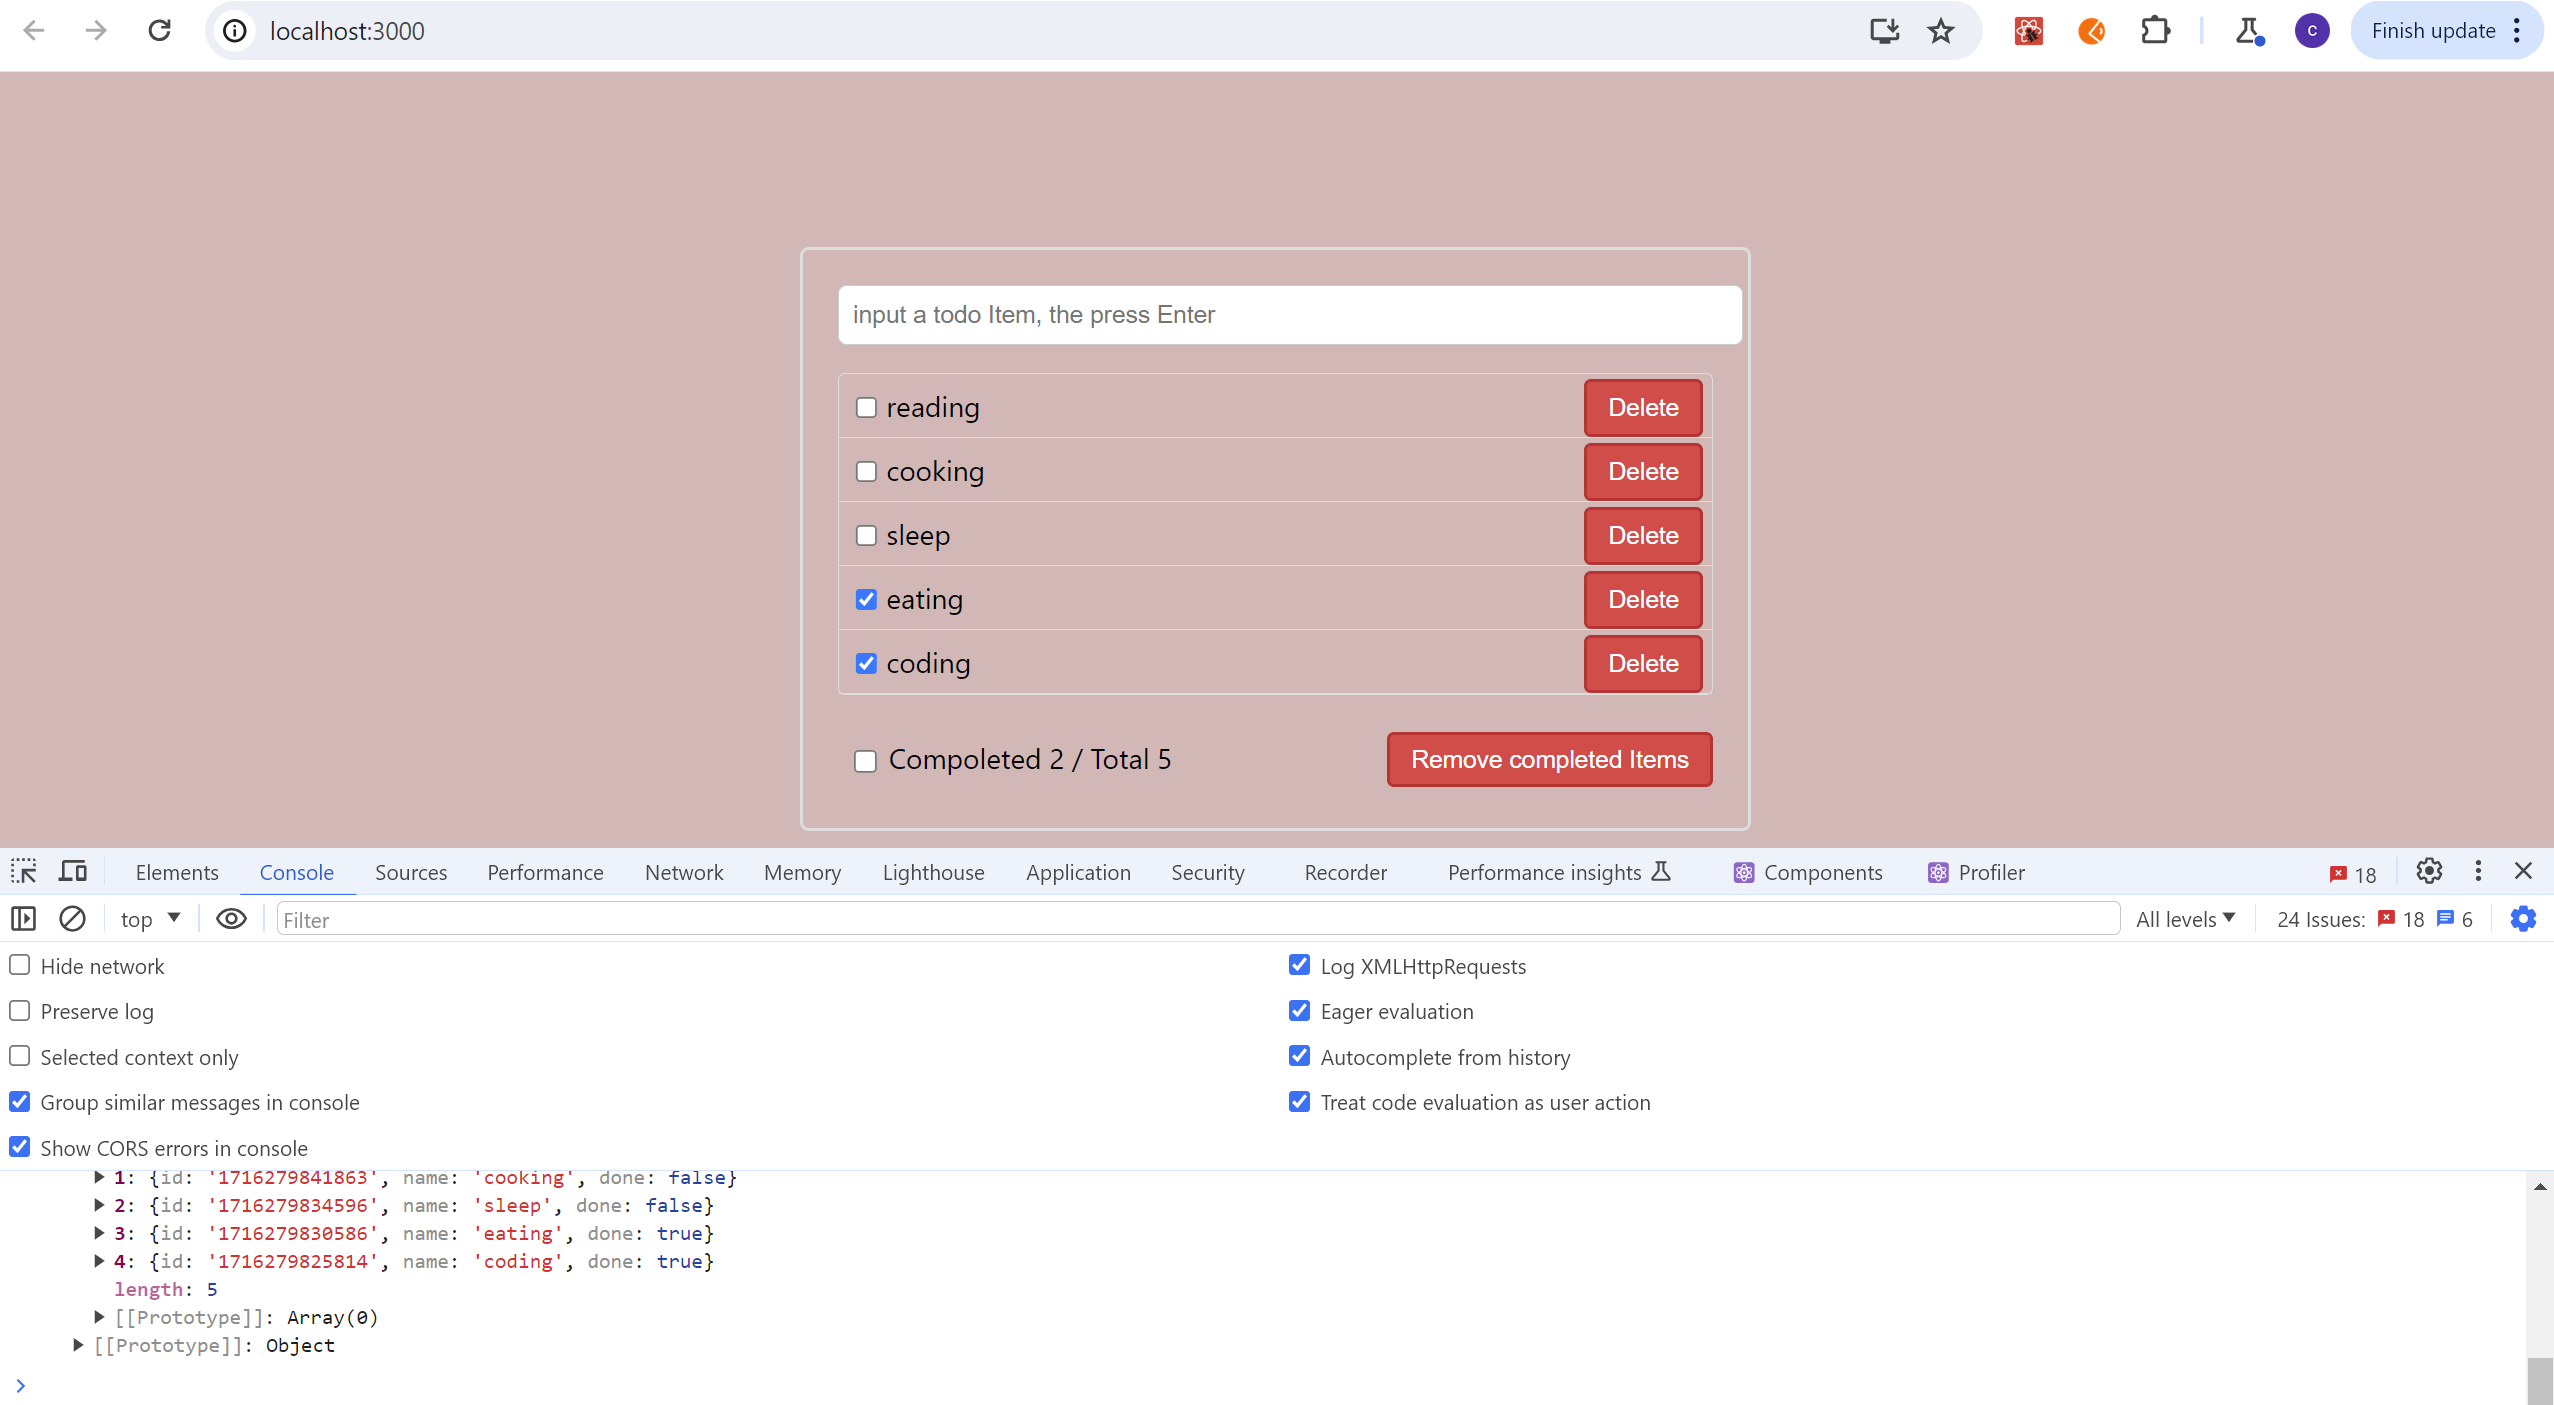 localhost:3000
C
Finish update
input a todo Item, the press Enter
reading Delete
cooking Delete
sleep Delete
eating Delete
coding Delete
Compoleted 2 / Total 5 Remove completed Items
Elements Console Sources Performance Network Memory Lighthouse Application Security Recorder Performance insights Components Profiler 18
top Filter All levels 24 Issues: 18 6
Hide network Log XMLHttpRequests
Preserve log Eager evaluation
Selected context only Autocomplete from history
Group similar messages in console Treat code evaluation as user action
Show CORS errors in console
1: {id: '1716279841863', name: 'cooking', done: false}
2: {id: '1716279834596', name: 'sleep', done: false}
3: {id: '1716279830586', name: 'eating', done: true}
4: {id: '1716279825814', name: 'coding', done: true}
length: 5
[[Prototype]]: Array(0)
[[Prototype]]: Object